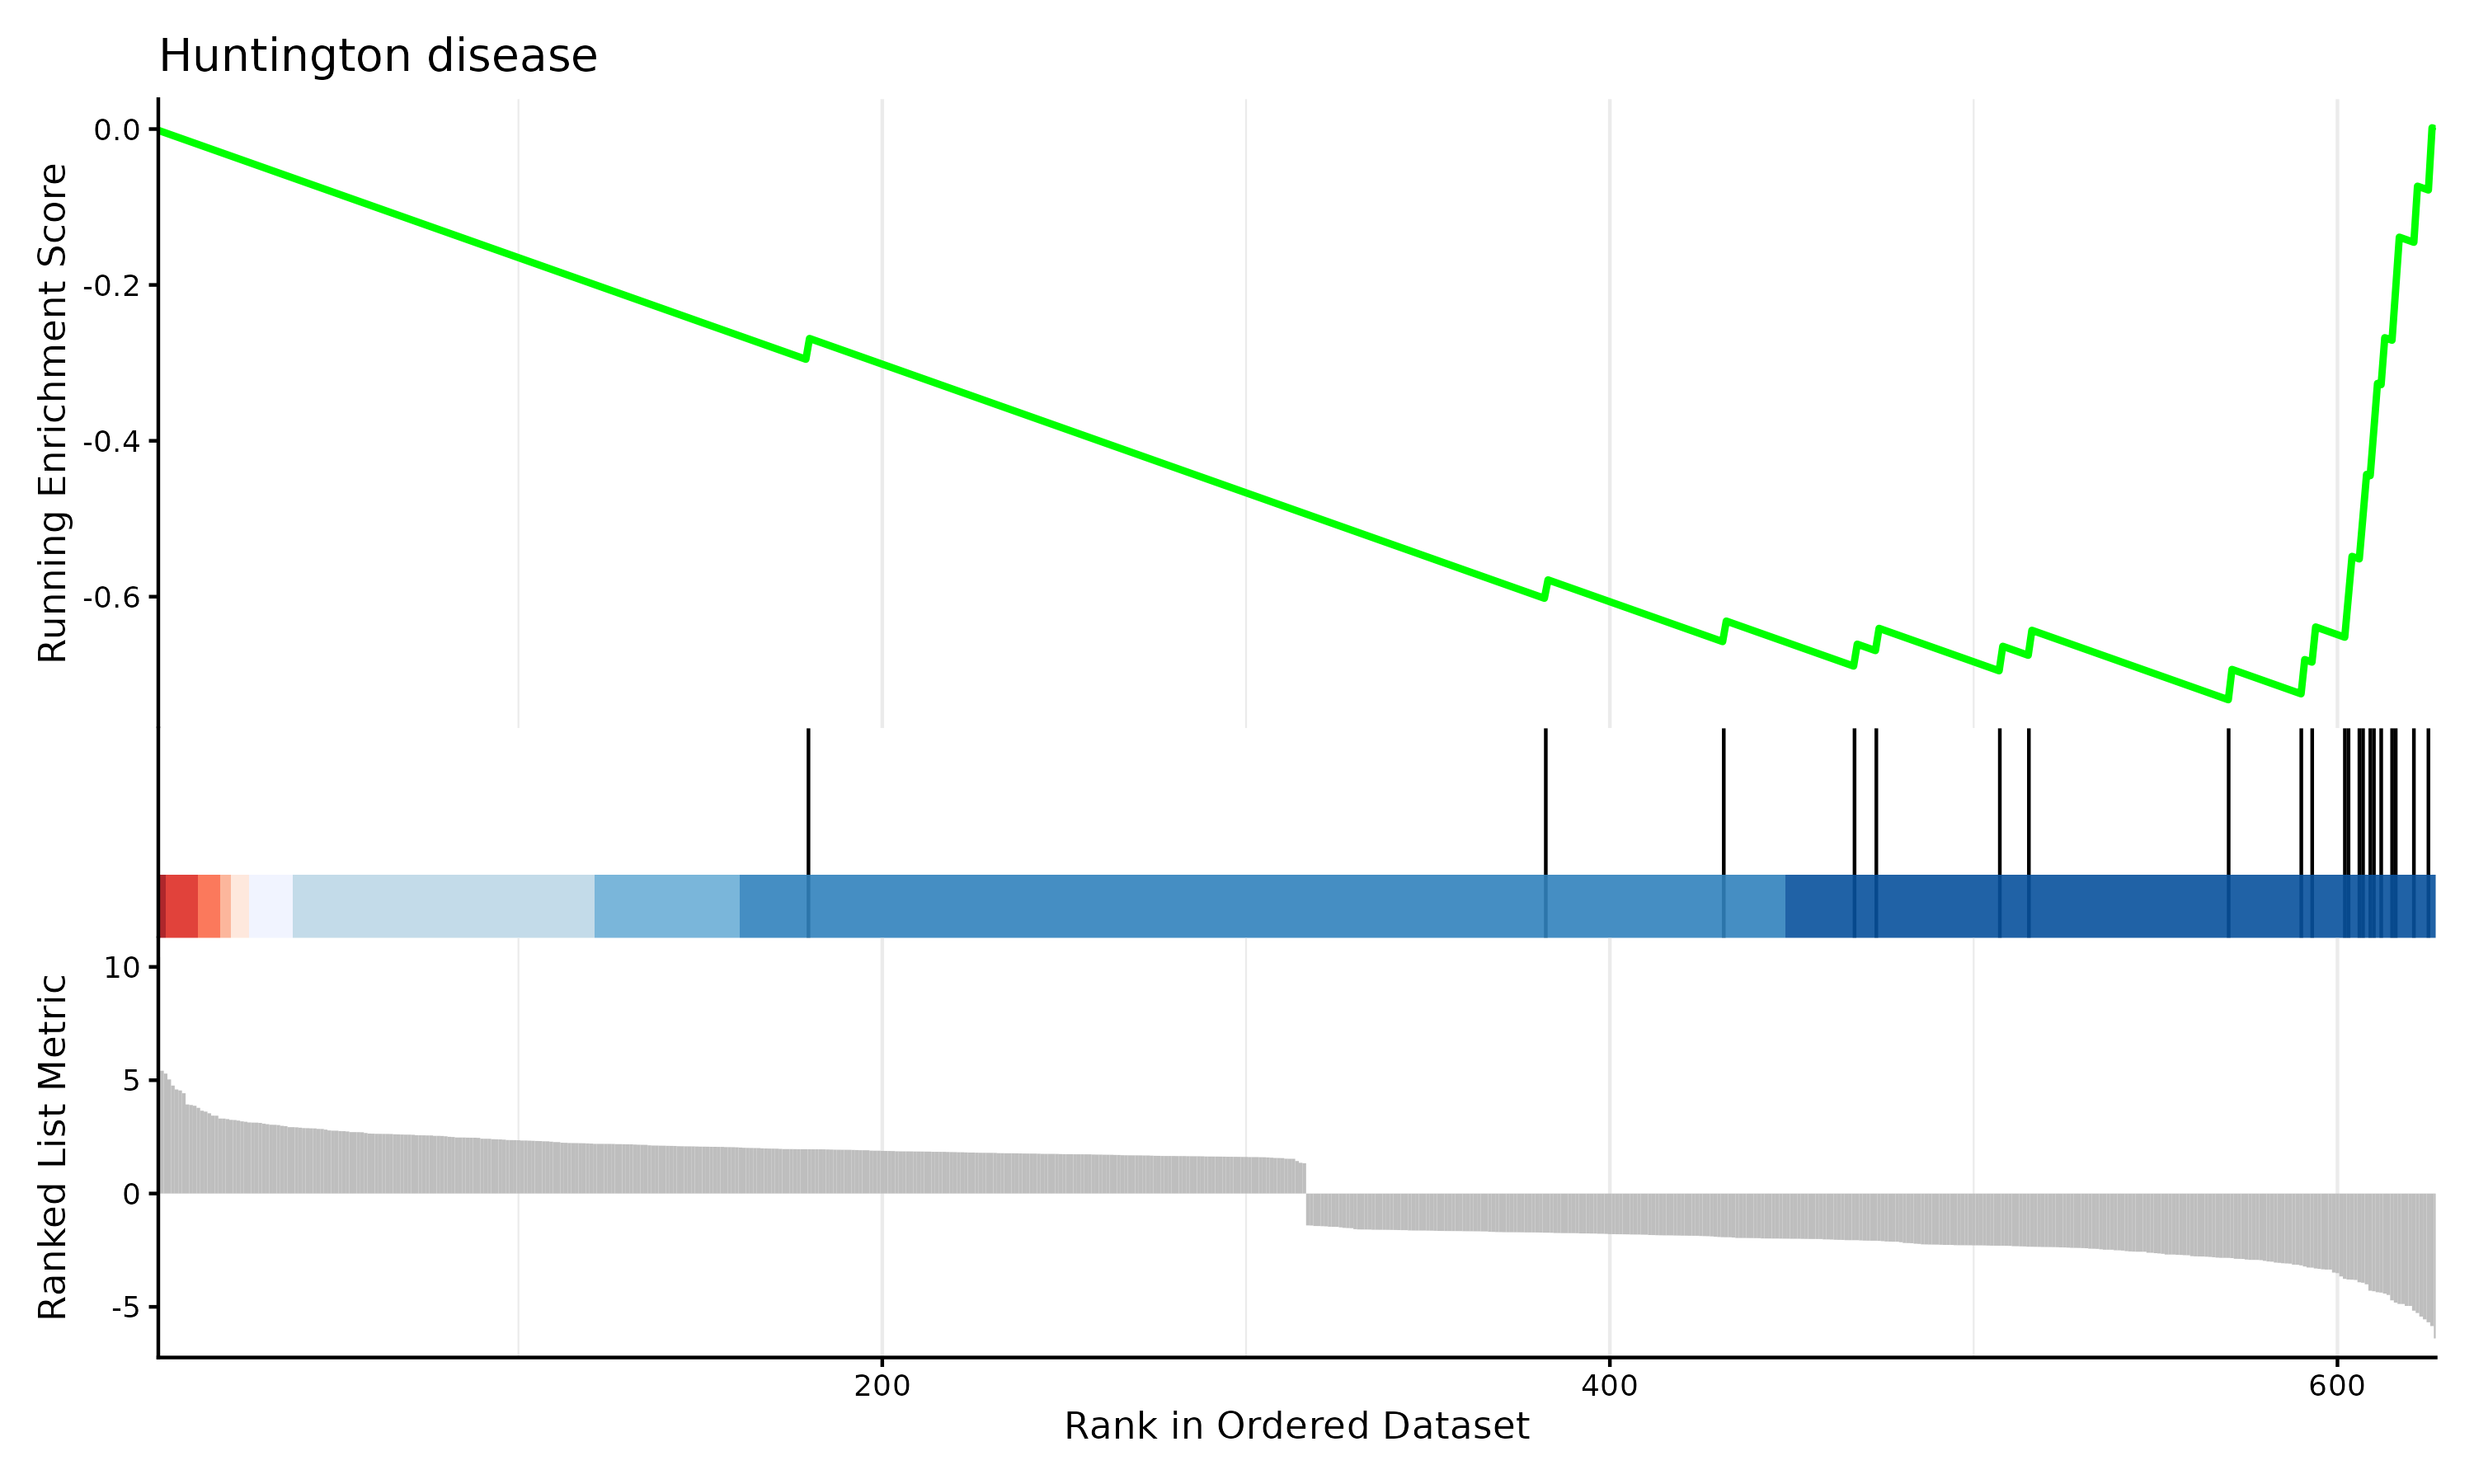 Huntington disease
Running Enrichment Score
0.0
-0.2
-0.4
-0.6
Ranked List Metric
10
5
0
-5
200
400
600
Rank in Ordered Dataset